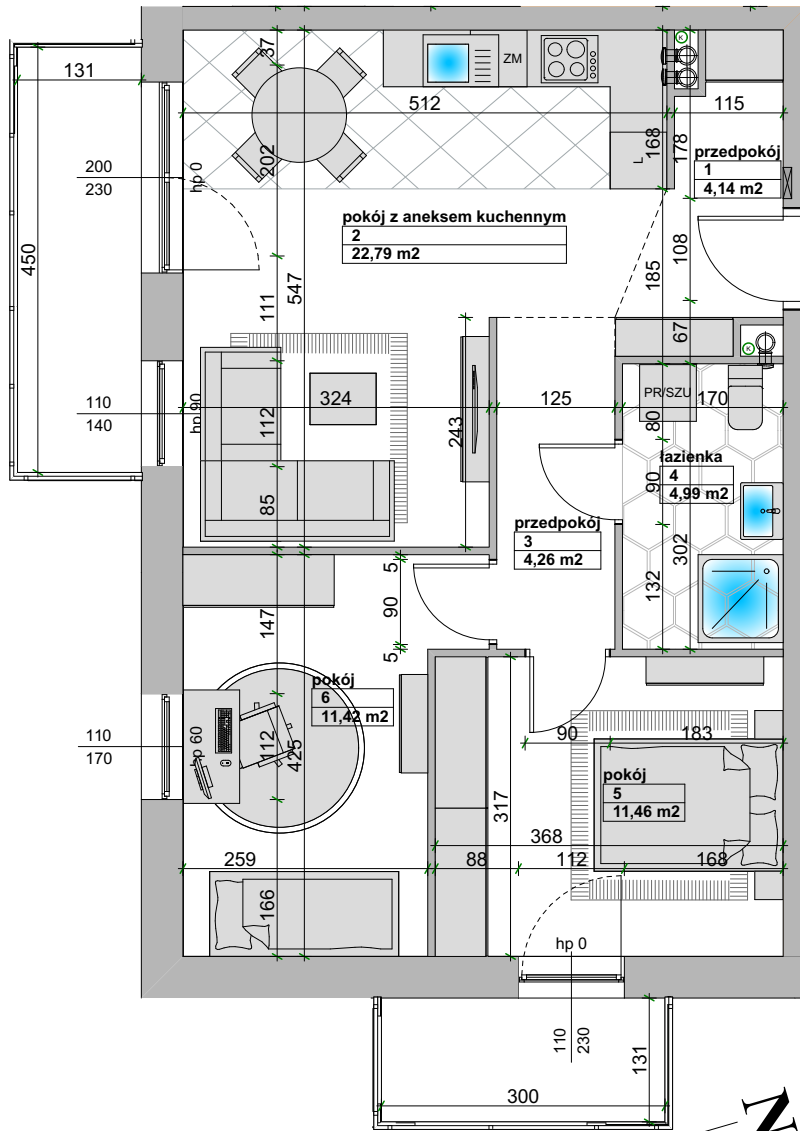 37
131
ZM
512
115
168
178
przedpokój
1
4,14 m2
200
230
hp 0
202
L
pokój z aneksem kuchennym
2
22,79 m2
450
111
547
185
108
K
K
67
110
140
hp 90
112
324
243
125
PR/SZU
170
80
łazienka
4
4,99 m2
90
85
przedpokój
3
4,26 m2
302
132
5
90
5
147
pokój
6
11,42 m2
110
170
hp 60
112
425
90
183
pokój
5
11,46 m2
317
368
259
88
112
168
166
hp 0
110
230
131
300
N